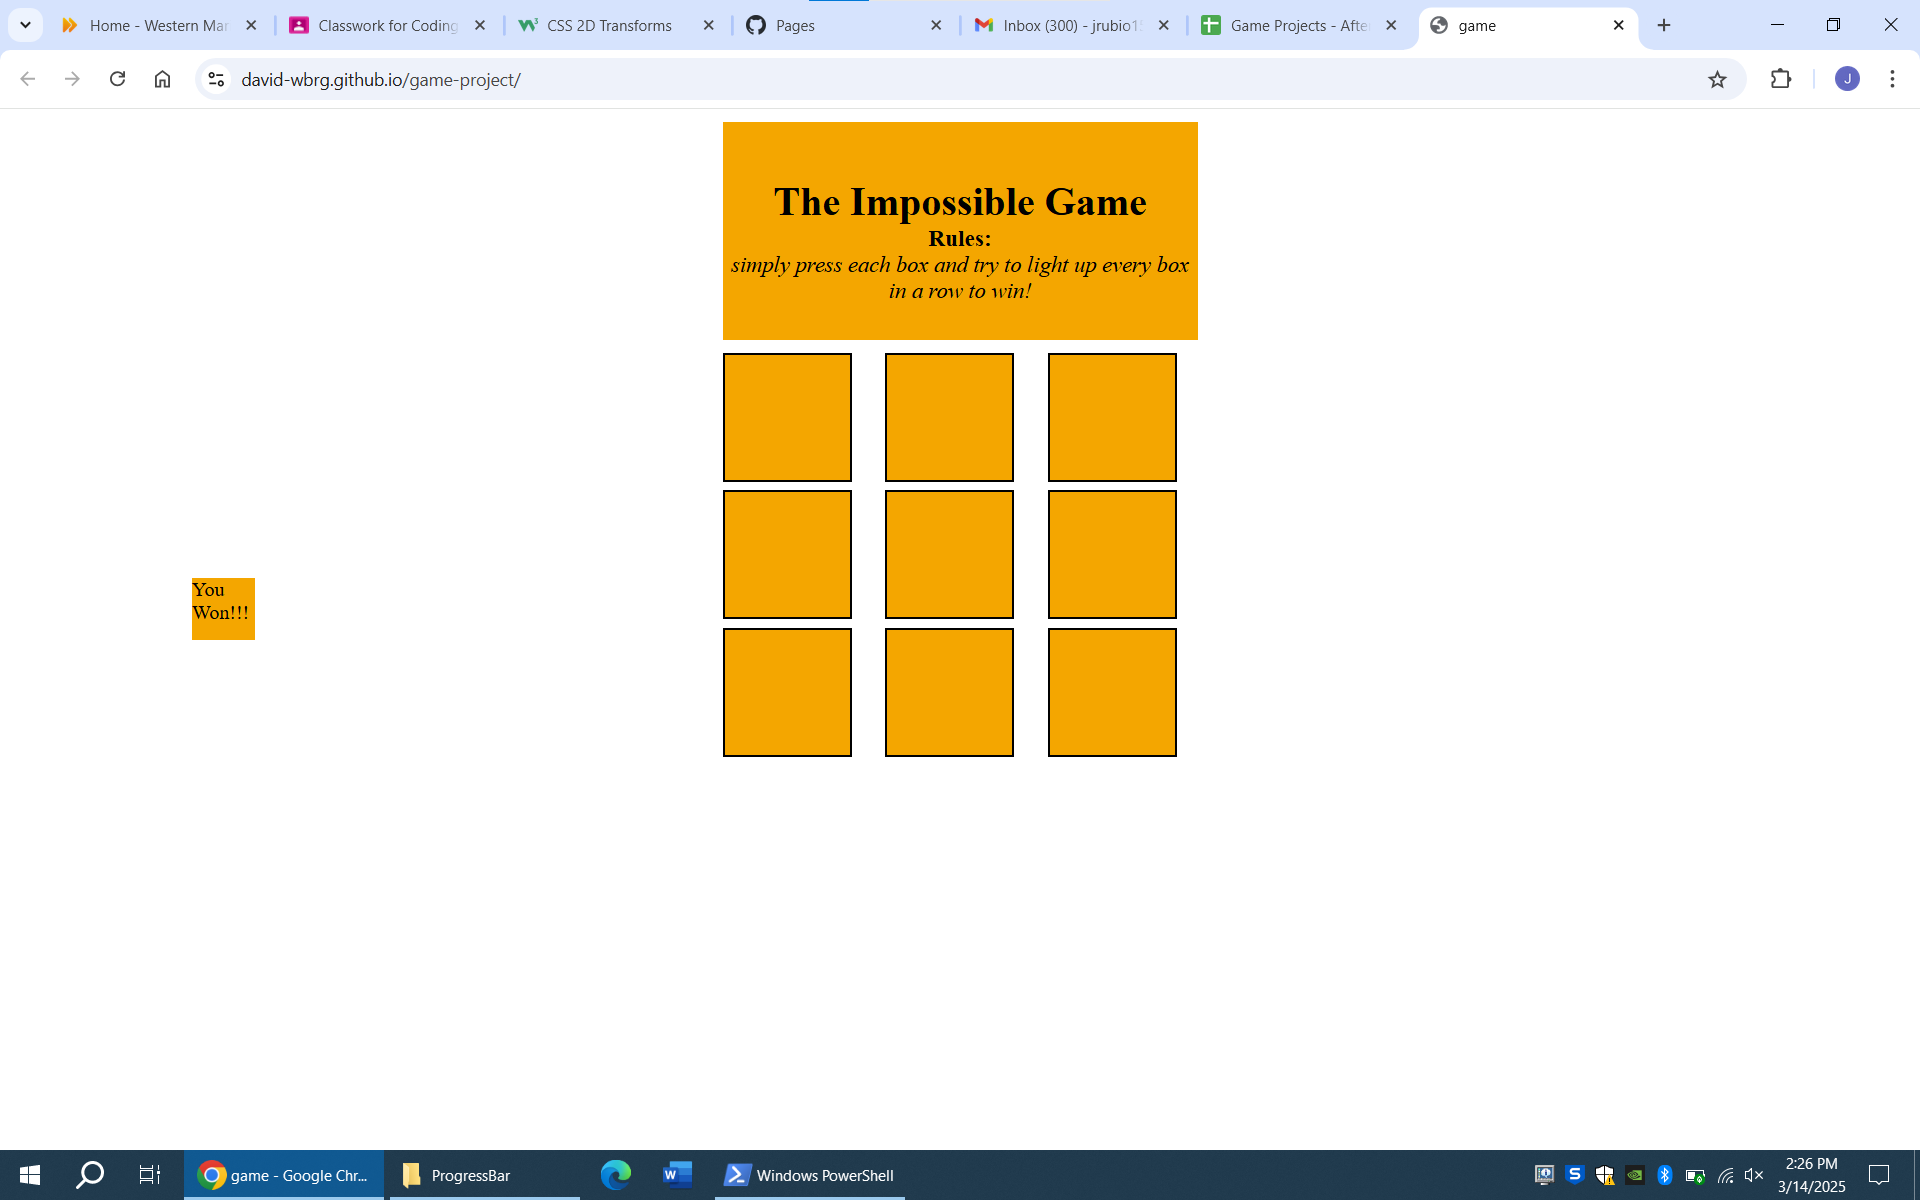 Home - Western Mar
Classwork for Coding
CSS 2D Transforms
Pages
Inbox (300) - jrubio15
Game Projects - After
game
david-wbrg.github.io/game-project/
J
The Impossible Game
Rules:
simply press each box and try to light up every box
in a row to win!
You
Won!!!
game - Google Chr...
ProgressBar
Windows PowerShell
2:26 PM
3/14/2025